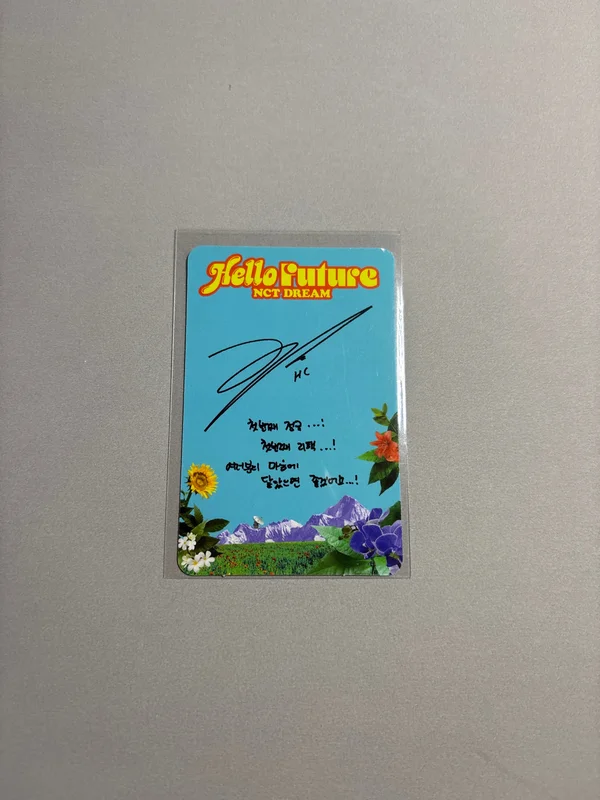 Hello Future
NCT DREAM
HC
첫번째 정규...!
첫번째 리팩...!
여러분의 마음에
닿았으면 좋겠어요...!